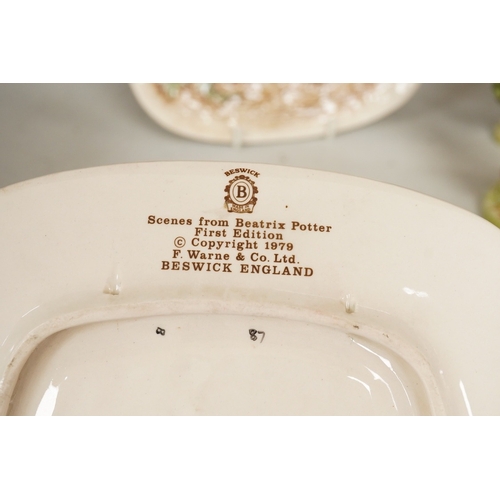 BESWICK
B
Scenes from Beatrix Potter
First Edition
© Copyright 1979
F. Warne & Co. Ltd.
BESWICK ENGLAND
B 87